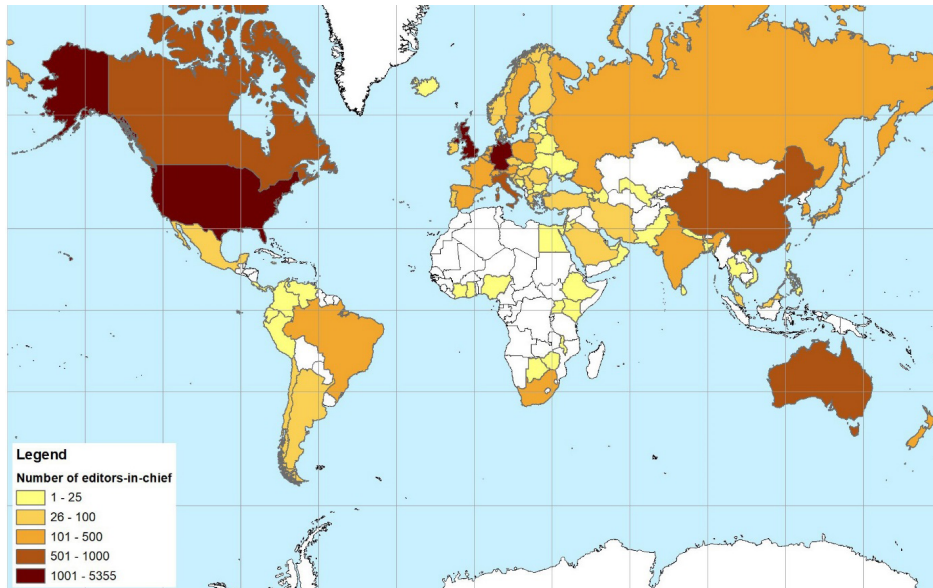 Legend
Number of editors-in-chief
1 - 25
26 - 100
101 - 500
501 - 1000
1001 - 5355